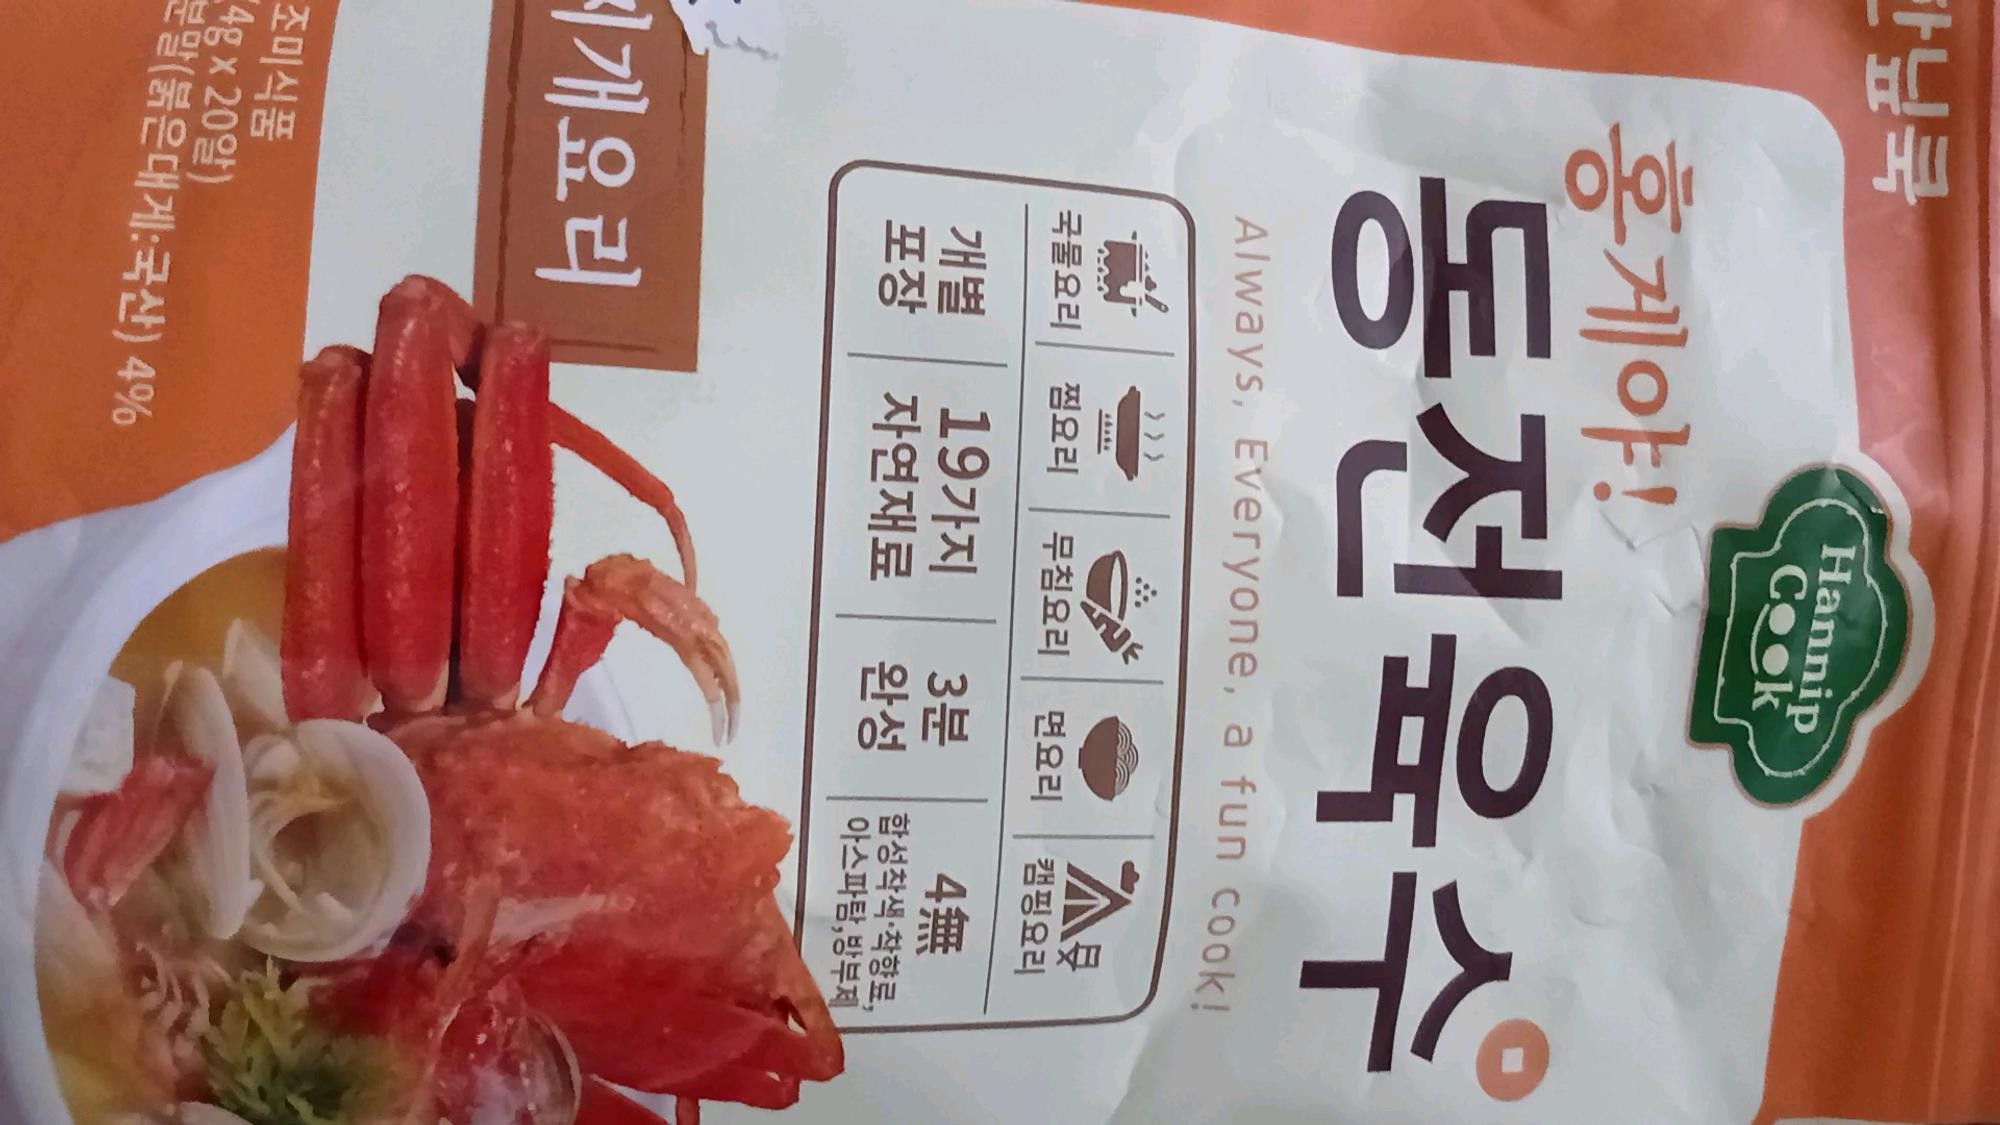 한닢쿡
Hannip
Cook
홍게야!
동전육수
Always, Everyone, a fun cook!
국물요리
찜요리
무침요리
면요리
캠핑요리
개별
포장
19가지
자연재료
3분
완성
4無
합성착색·착향료,
아스파탐,방부제
찌개요리
조미식품
4g x 20알)
분말(붉은대게:국산) 4%